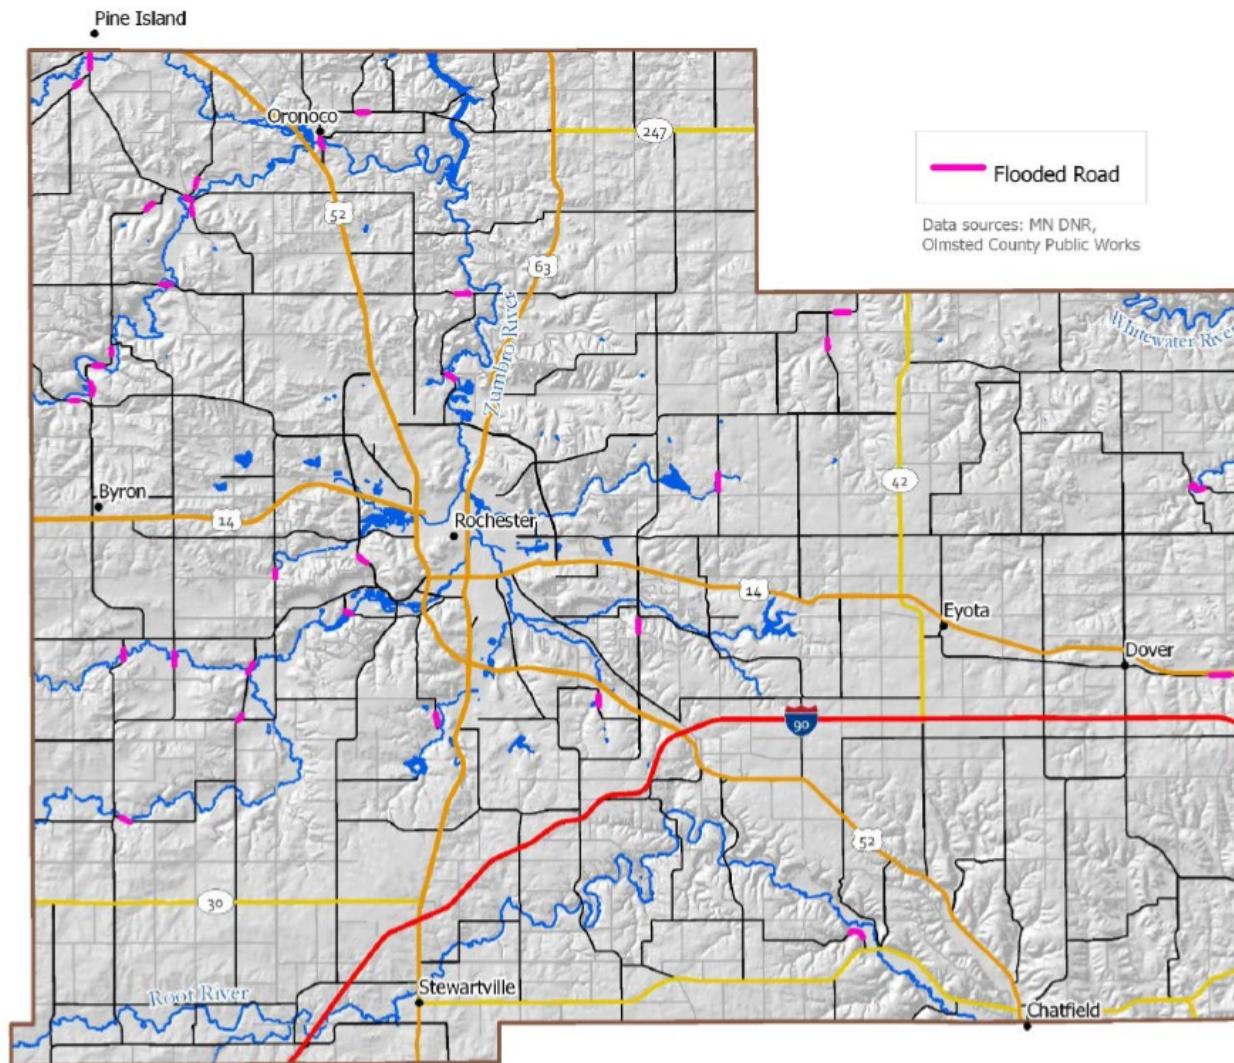 Pine Island
Oronoco
247
Flooded Road
52
Data sources: MN DNR,
Olmsted County Public Works
63
Zumbro River
Whitewater River
42
Byron
14
Rochester
14
Eyota
Dover
90
52
30
Root River
Stewartville
Chatfield